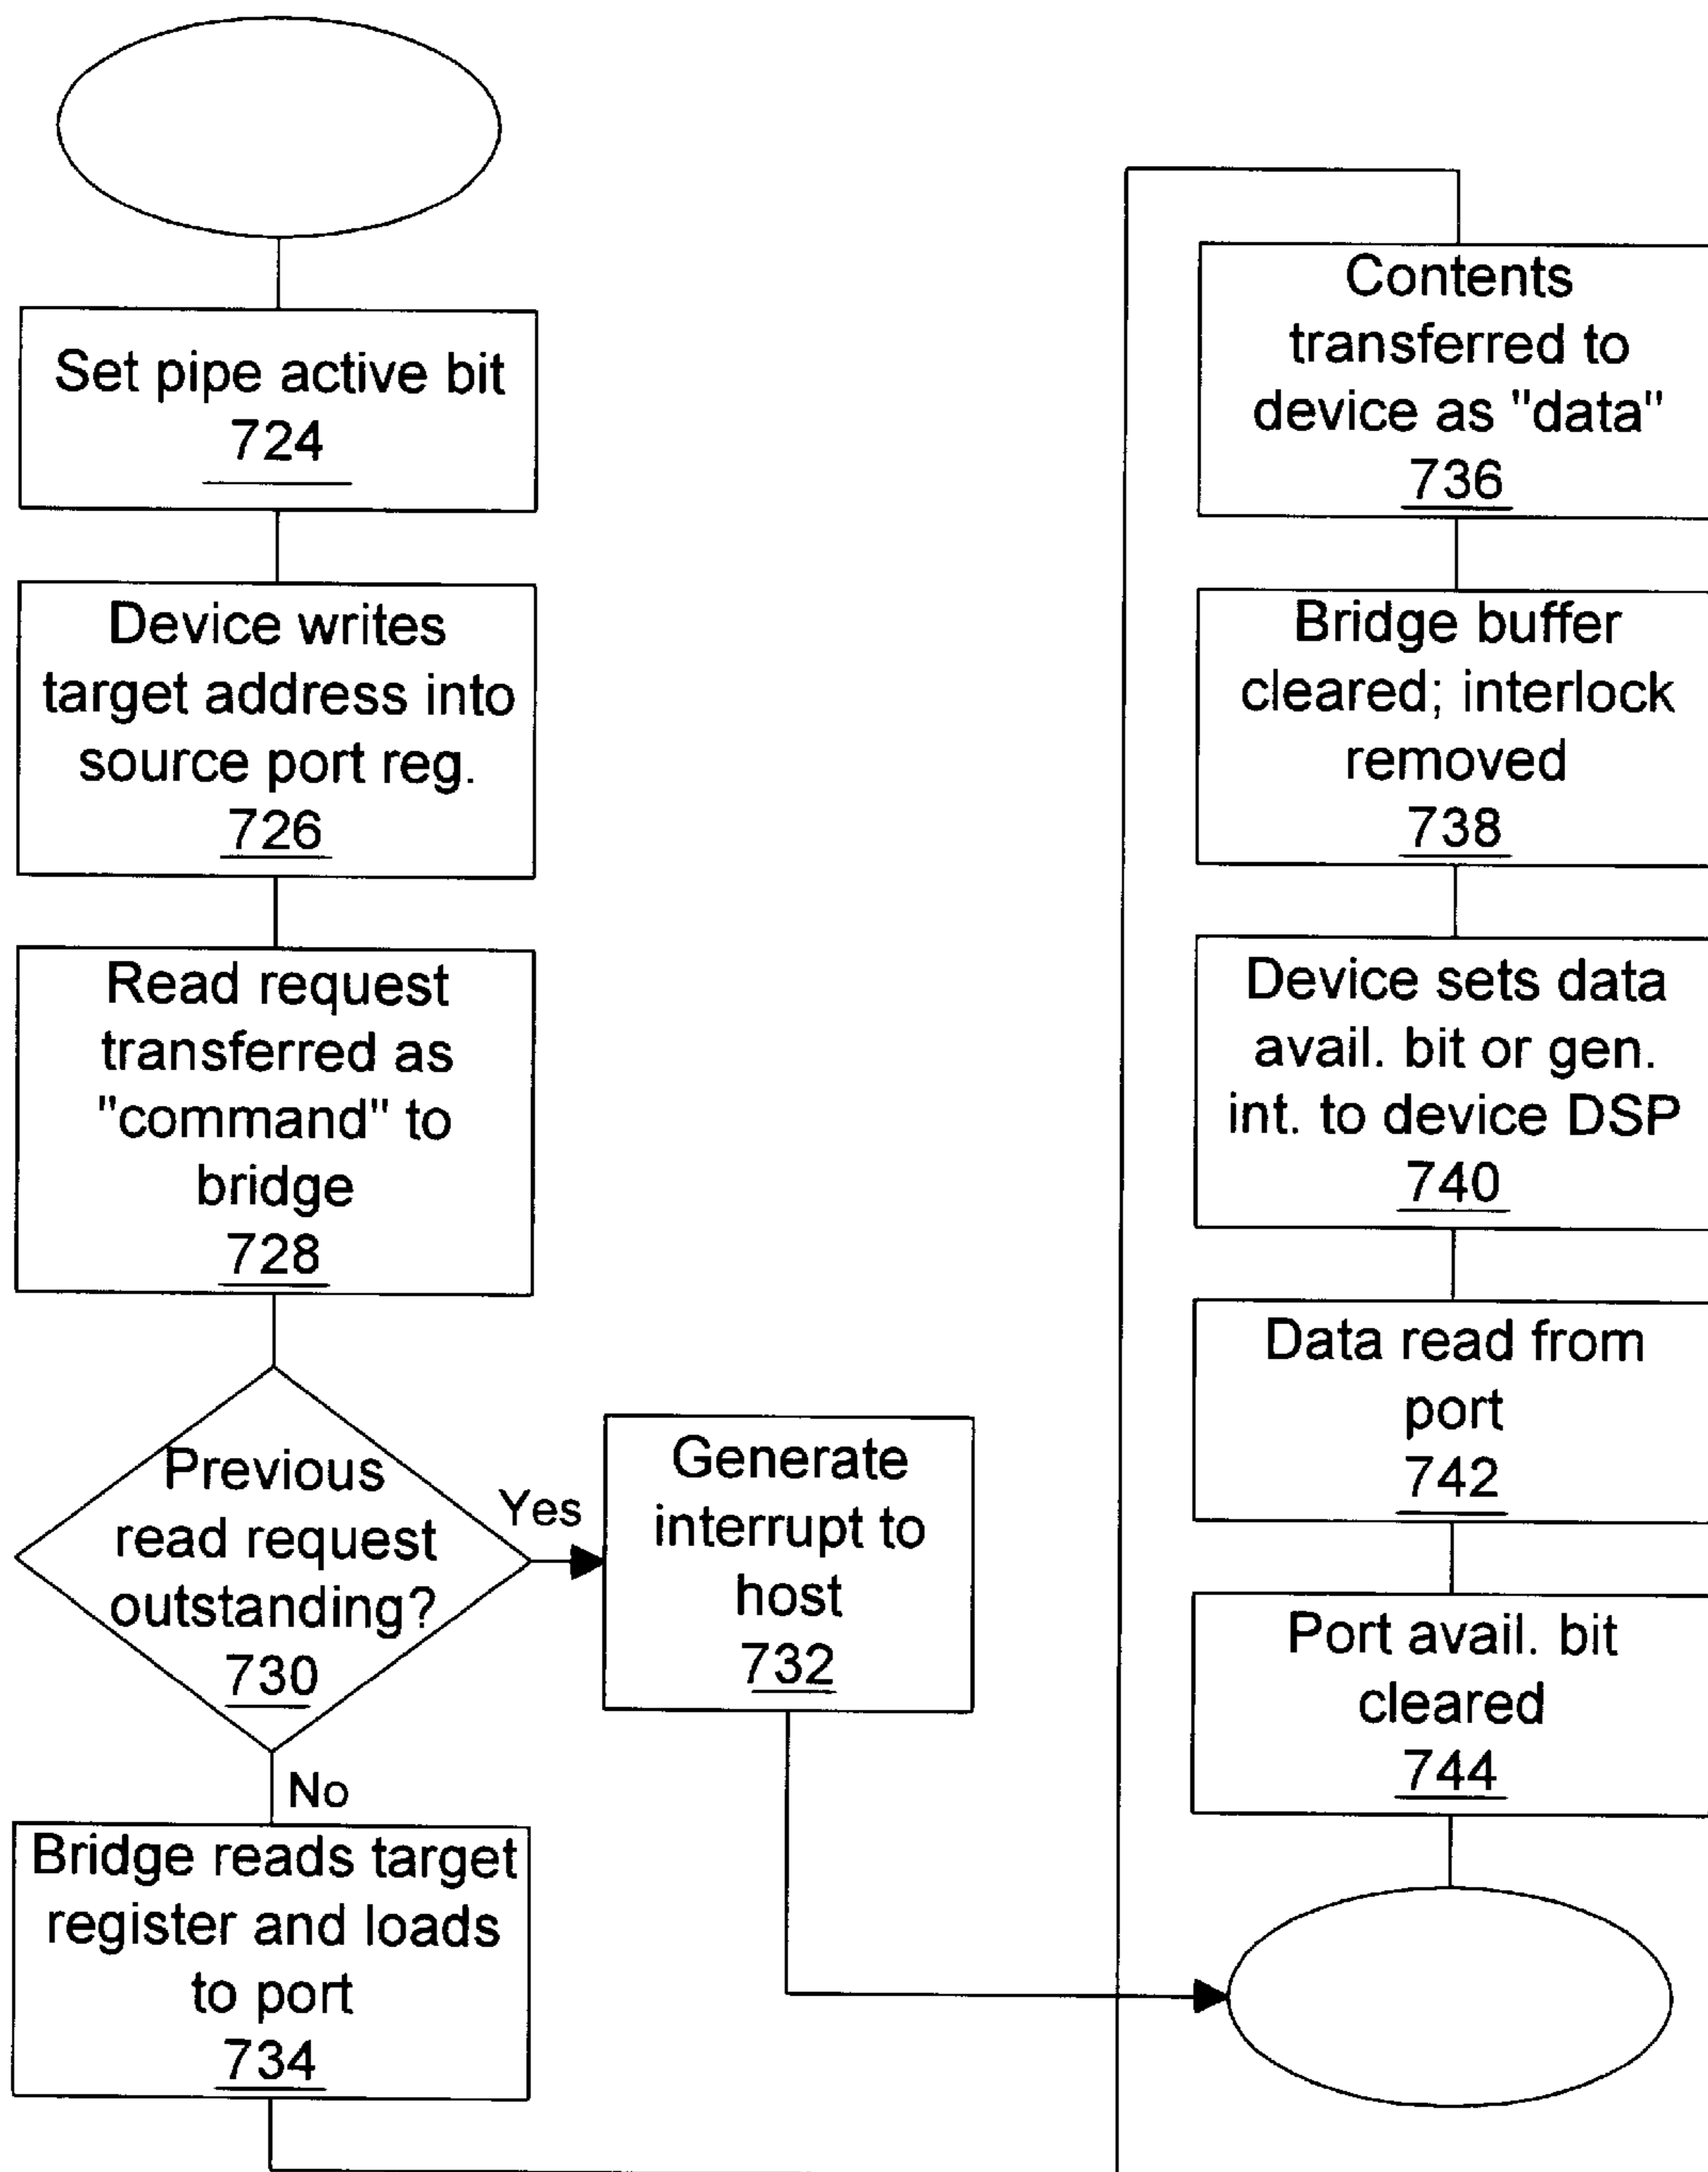 Set pipe active bit
724
Device writes
target address into
source port reg.
726
Read request
transferred as
"command" to
bridge
728
Previous
read request
outstanding?
730
Yes
No
Generate
interrupt to
host
732
Bridge reads target
register and loads
to port
734
Contents
transferred to
device as "data"
736
Bridge buffer
cleared; interlock
removed
738
Device sets data
avail. bit or gen.
int. to device DSP
740
Data read from
port
742
Port avail. bit
cleared
744